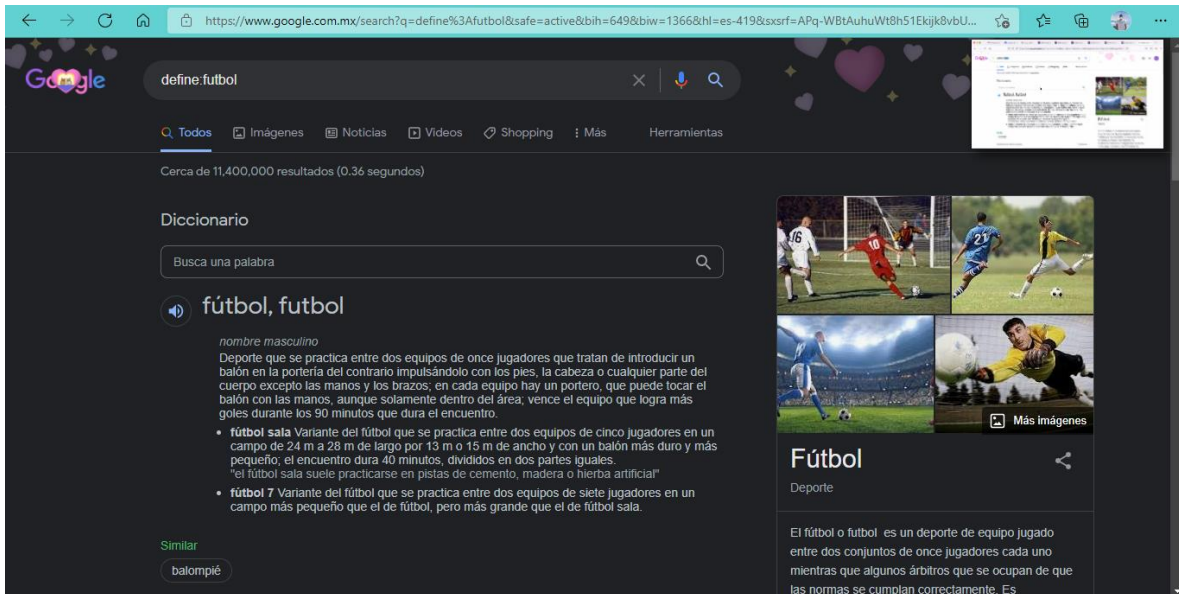 https://www.google.com.mx/search?q=define%3Afutbol&safe=active&bih=649&biw=1366&hl=es-419&sxsrf=APq-WBtAuhuWt8h51Ekijk8vbU...
Google
define:futbol
Todos
Imágenes
Noticias
Videos
Shopping
Más
Herramientas
Cerca de 11,400,000 resultados (0.36 segundos)
Diccionario
Busca una palabra
fútbol, futbol
nombre masculino
Deporte que se practica entre dos equipos de once jugadores que tratan de introducir un
balón en la portería del contrario impulsándolo con los pies, la cabeza o cualquier parte del
cuerpo excepto las manos y los brazos; en cada equipo hay un portero, que puede tocar el
balón con las manos, aunque solamente dentro del área; vence el equipo que logra más
goles durante los 90 minutos que dura el encuentro.
• fútbol sala Variante del fútbol que se practica entre dos equipos de cinco jugadores en un
campo de 24 m a 28 m de largo por 13 m o 15 m de ancho y con un balón más duro y más
pequeño; el encuentro dura 40 minutos, divididos en dos partes iguales.
"el fútbol sala suele practicarse en pistas de cemento, madera o hierba artificial"
• fútbol 7 Variante del fútbol que se practica entre dos equipos de siete jugadores en un
campo más pequeño que el de fútbol, pero más grande que el de fútbol sala.
Similar
balompié
16
10
21
Más imágenes
Fútbol
Deporte
El fútbol o futbol es un deporte de equipo jugado
entre dos conjuntos de once jugadores cada uno
mientras que algunos árbitros que se ocupan de que
las normas se cumplan correctamente. Es